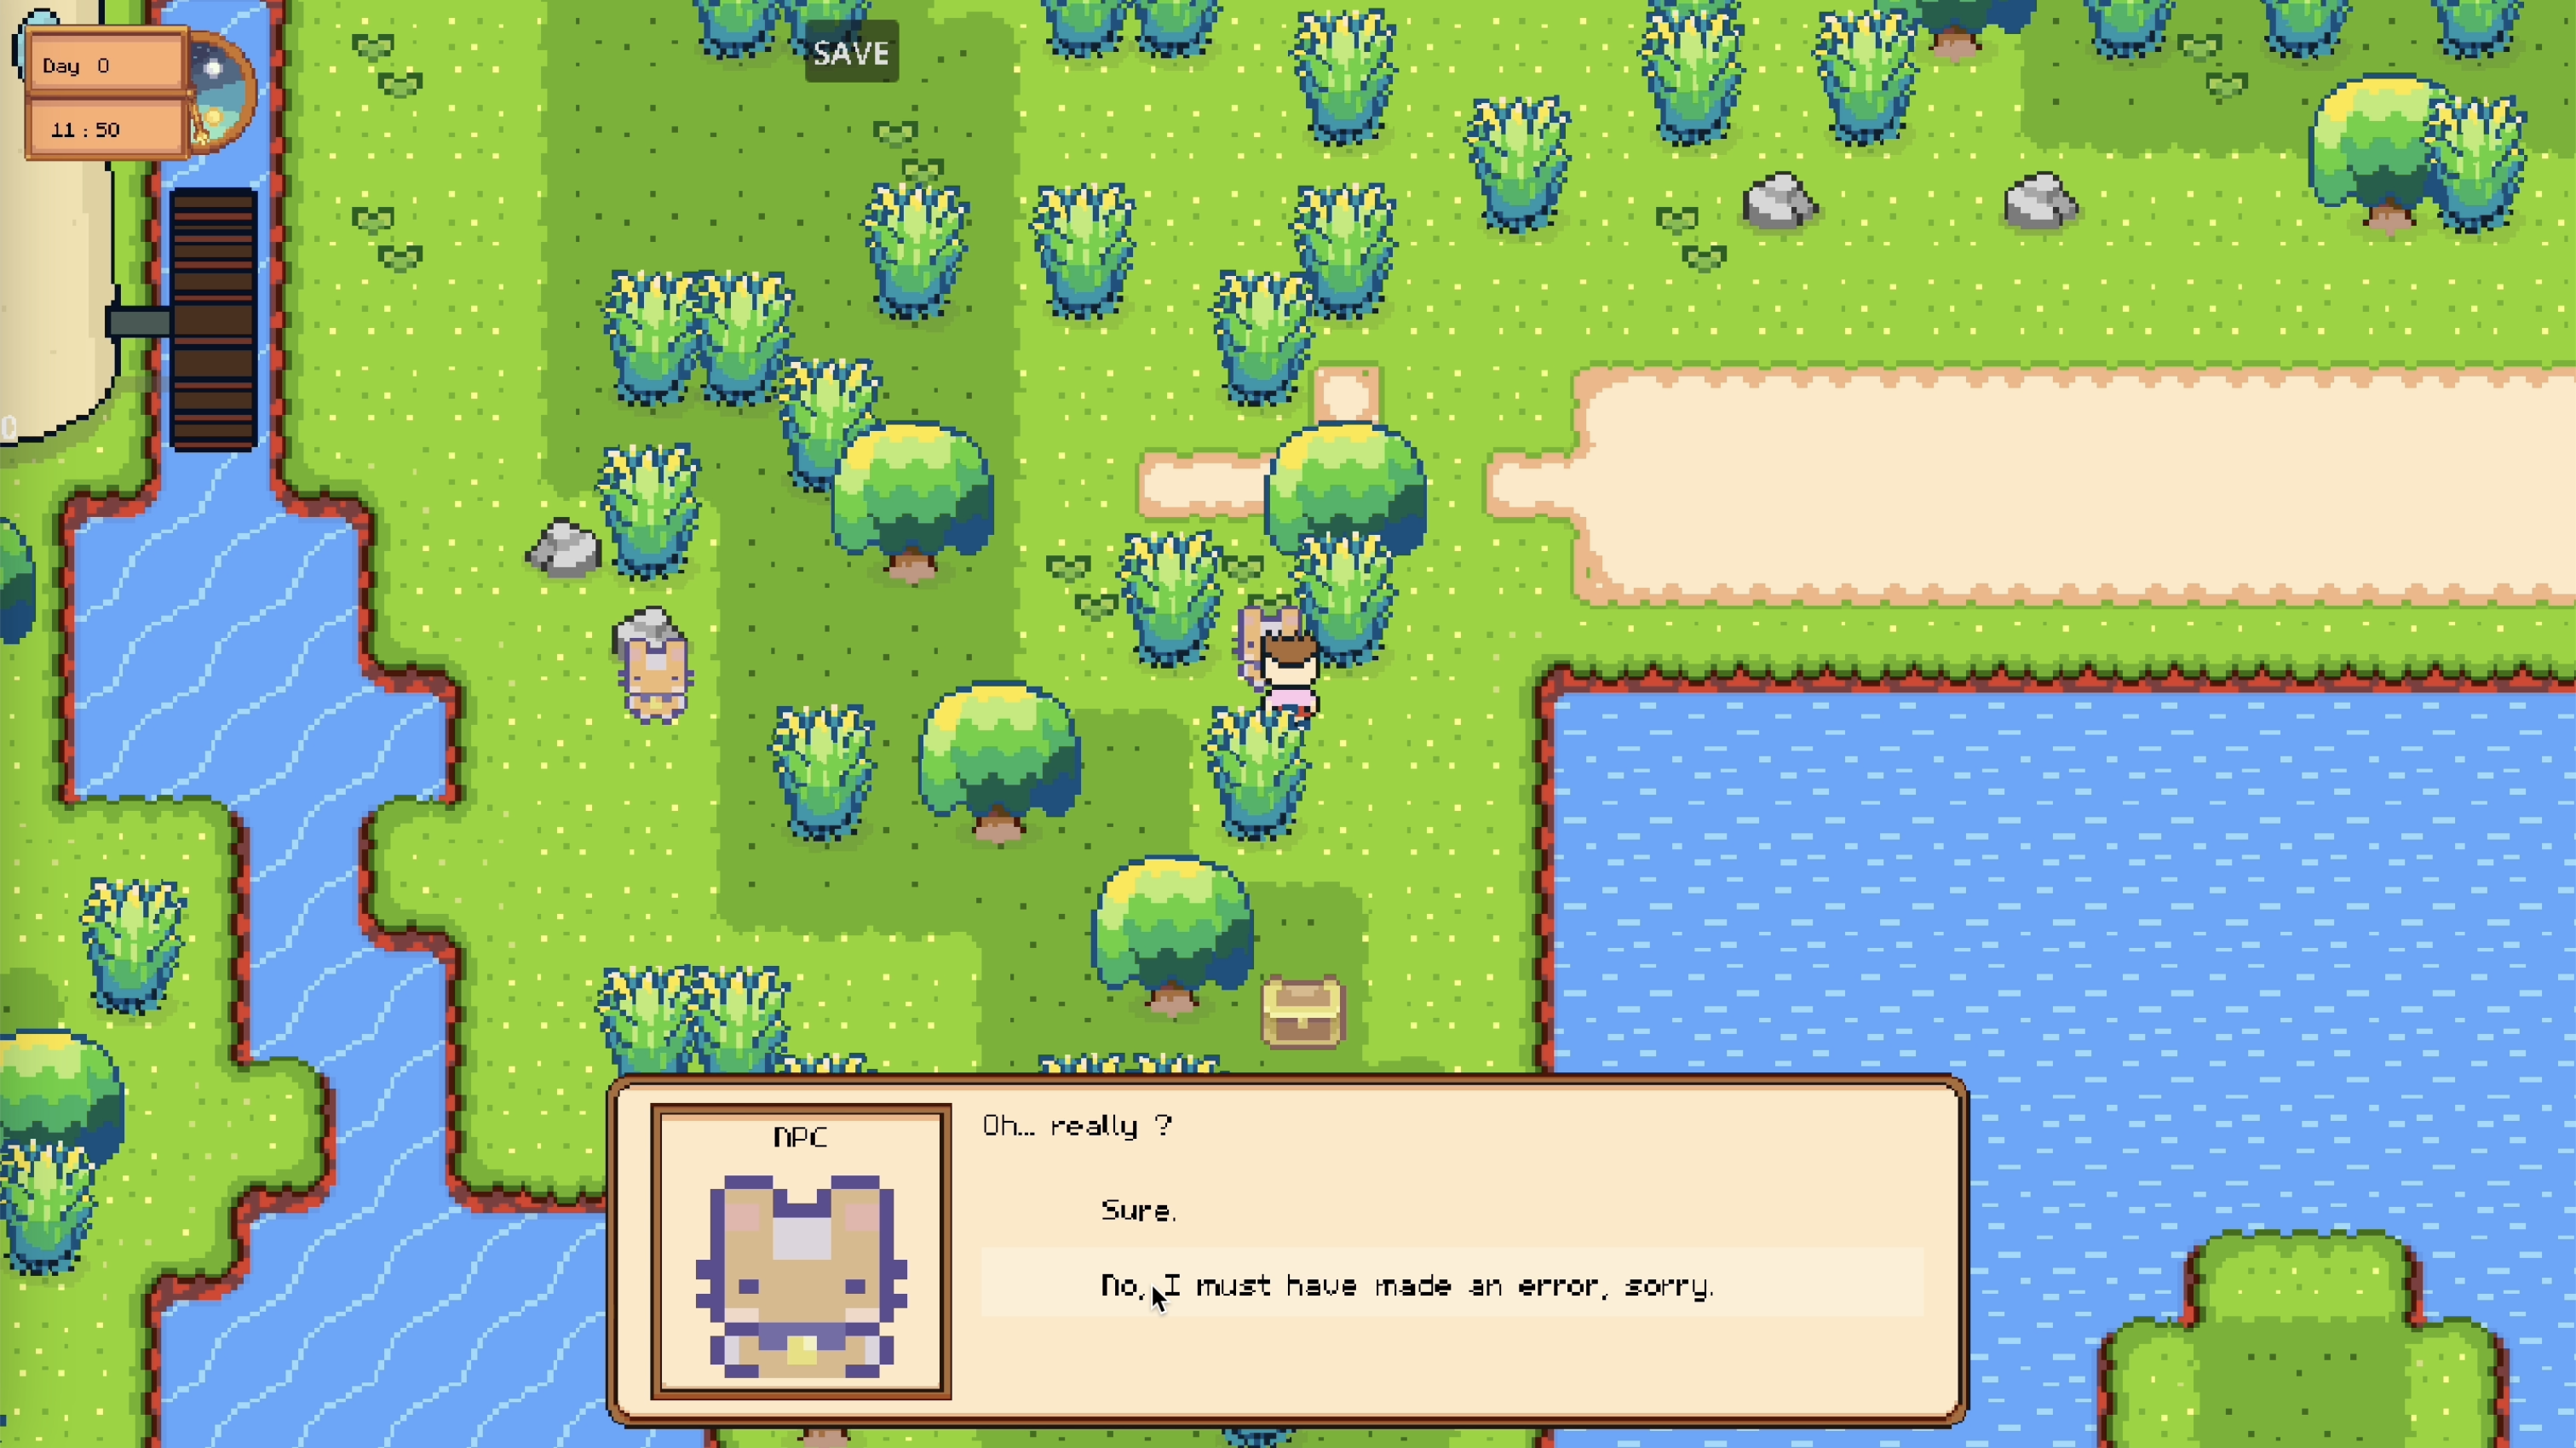 SAVE
Day 0
11:50
NPC
Oh... really ?
Sure.
No, I must have made an error, sorry.